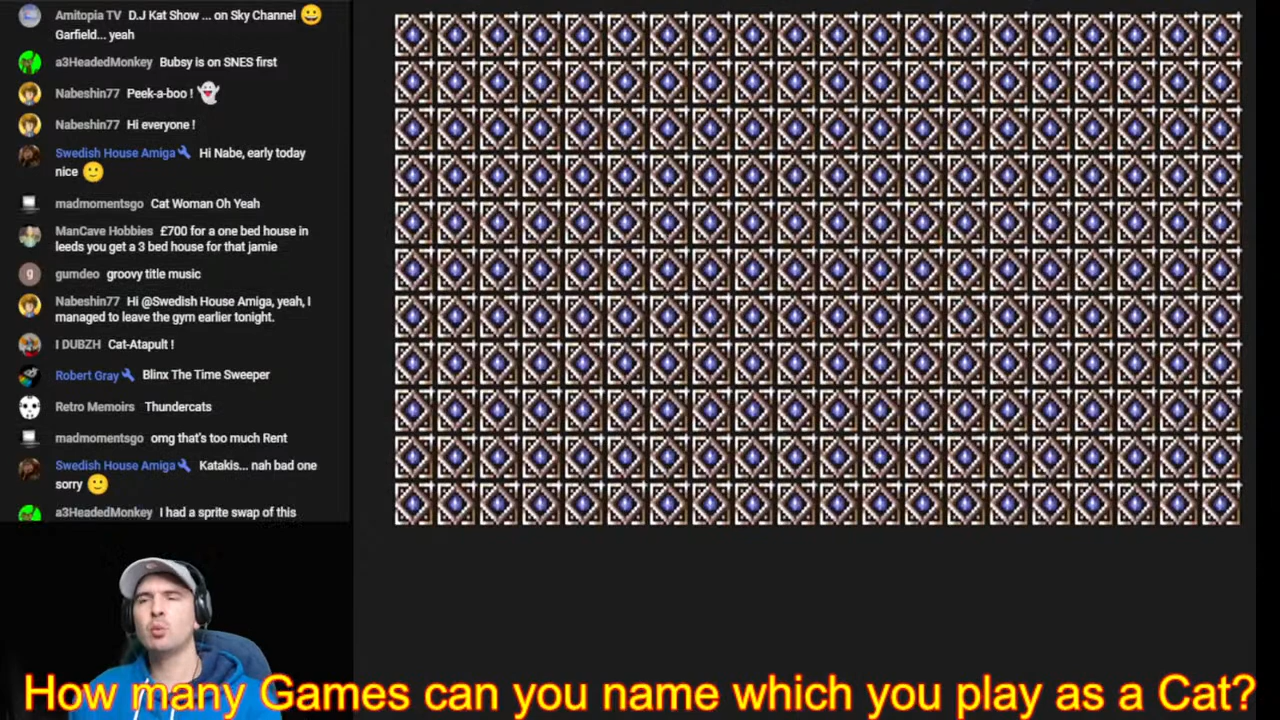 Amitopia TV D.J Kat Show ... on Sky Channel 😀
Garfield... yeah
a3HeadedMonkey Bubsy is on SNES first
Nabeshin77 Peek-a-boo ! 👻
Nabeshin77 Hi everyone !
Swedish House Amiga Hi Nabe, early today
nice 🙂
madmomentsgo Cat Woman Oh Yeah
ManCave Hobbies £700 for a one bed house in
leeds you get a 3 bed house for that jamie
g gumdeo groovy title music
Nabeshin77 Hi @Swedish House Amiga, yeah, I
managed to leave the gym earlier tonight.
I DUBZH Cat-Atapult !
Robert Gray Blinx The Time Sweeper
Retro Memoirs Thundercats
madmomentsgo omg that's too much Rent
Swedish House Amiga Katakis... nah bad one
sorry 🙂
a3HeadedMonkey I had a sprite swap of this
How many Games can you name which you play as a Cat?